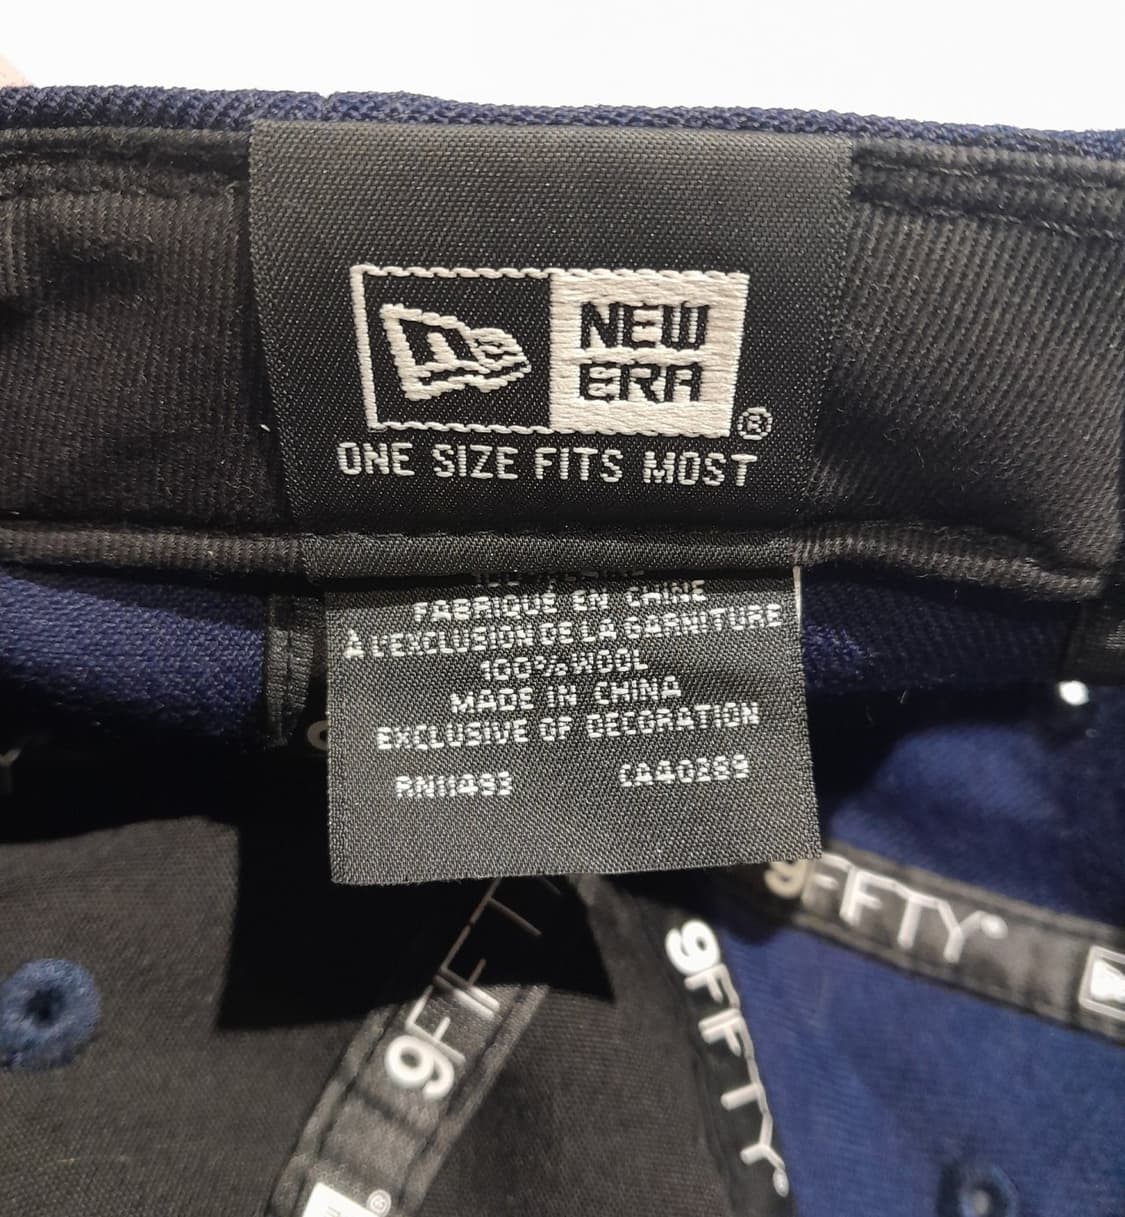 NEW
ERA
®
ONE SIZE FITS MOST
FABRIQUÉ EN CHINE
À L'EXCLUSION DE LA GARNITURE
100% WOOL
MADE IN CHINA
EXCLUSIVE OF DECORATION
RN11493 CA40289
9FIFTY
9FIFTY
9FIFTY